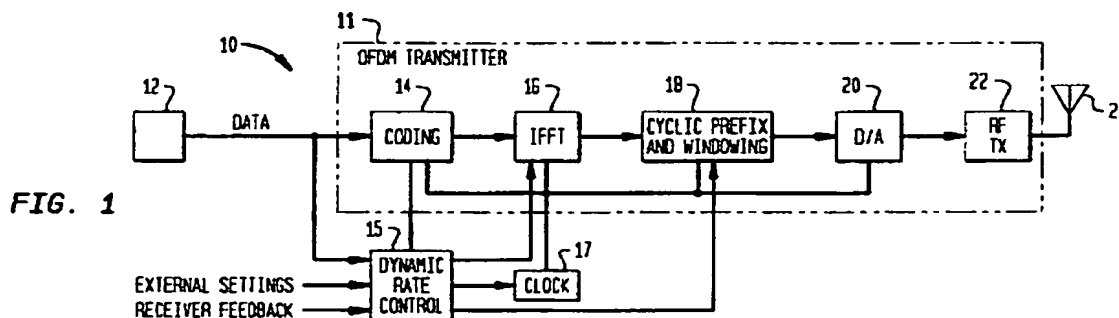 11
10
OFDM TRANSMITTER
12
14
16
18
20
22
2
DATA
CODING
IFFT
CYCLIC PREFIX
AND WINDOWING
D/A
RF
TX
FIG. 1
15
17
DYNAMIC
RATE
CONTROL
CLOCK
EXTERNAL SETTINGS
RECEIVER FEEDBACK